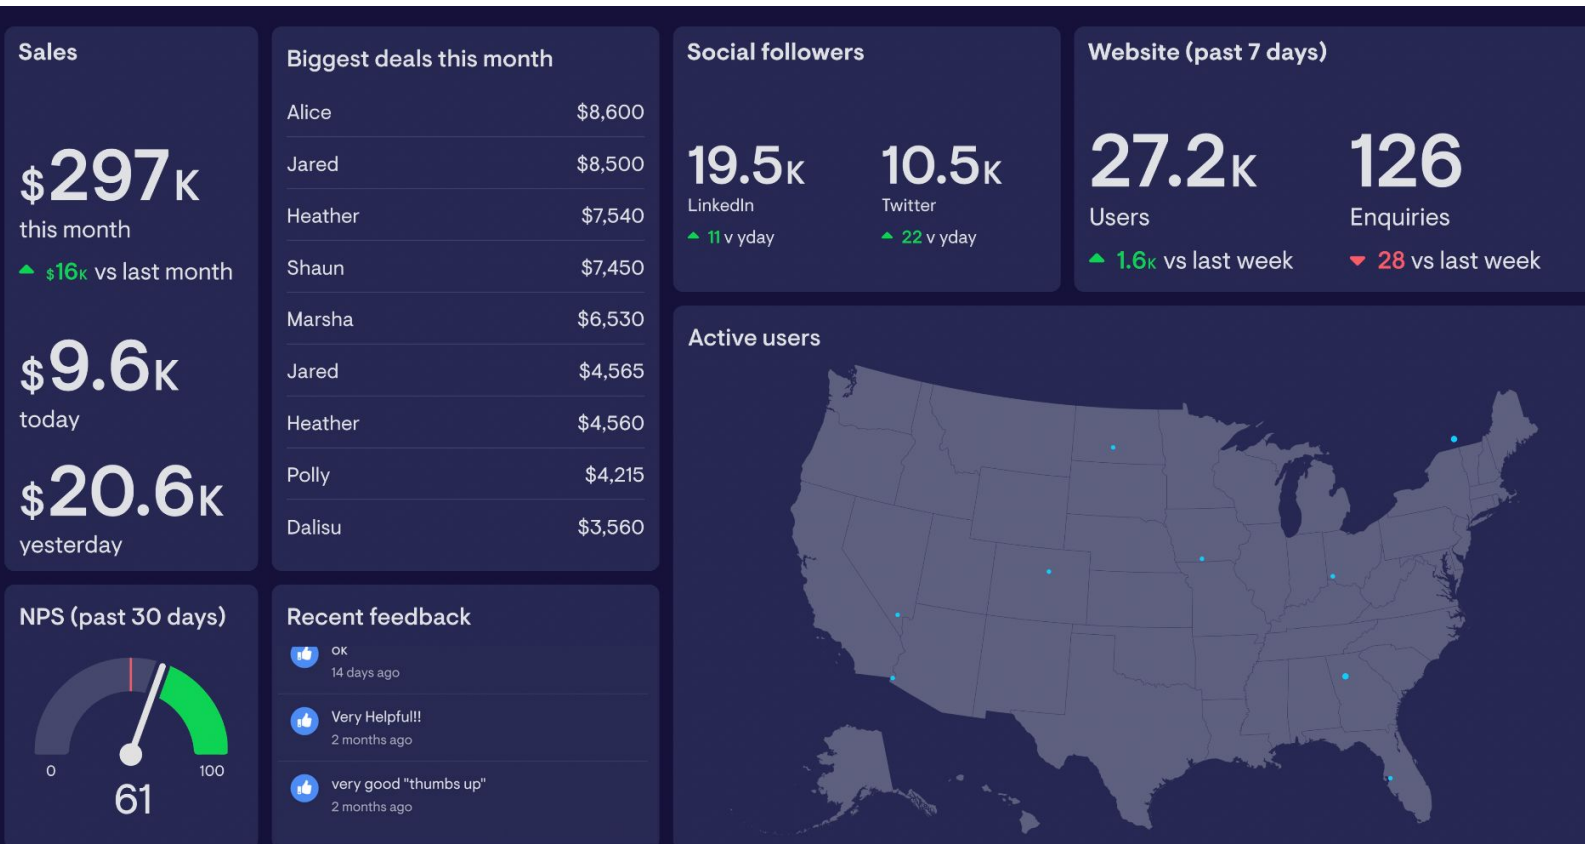 Sales
$297K
this month
$16K vs last month
$9.6K
today
$20.6K
yesterday
Biggest deals this month
Alice $8,600
Jared $8,500
Heather $7,540
Shaun $7,450
Marsha $6,530
Jared $4,565
Heather $4,560
Polly $4,215
Dalisu $3,560
Social followers
19.5K 10.5K
LinkedIn Twitter
11 v yday 22 v yday
Website (past 7 days)
27.2K 126
Users Enquiries
1.6K vs last week 28 vs last week
NPS (past 30 days)
0 100
61
Recent feedback
OK
14 days ago
Very Helpful!!
2 months ago
very good "thumbs up"
2 months ago
Active users